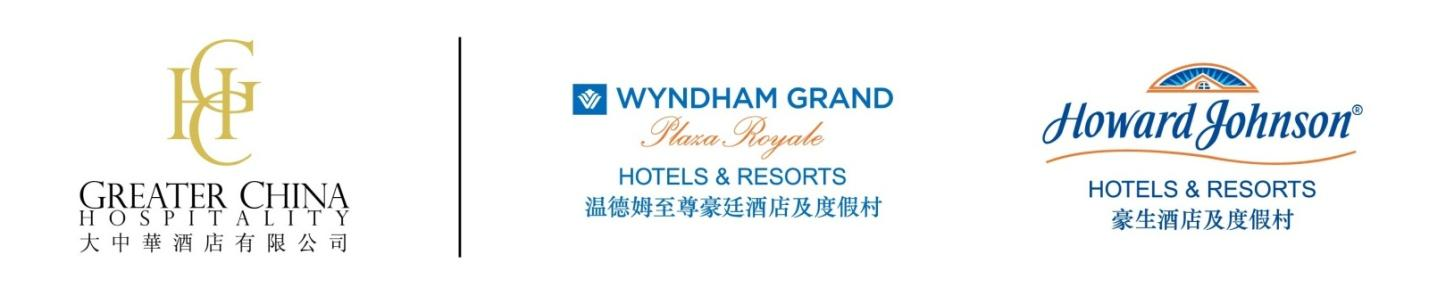 GHC
GREATER CHINA
HOSPITALITY
大中華酒店有限公司
WYNDHAM GRAND
Plaza Royale
HOTELS & RESORTS
温德姆至尊豪廷酒店及度假村
Howard Johnson®
HOTELS & RESORTS
豪生酒店及度假村